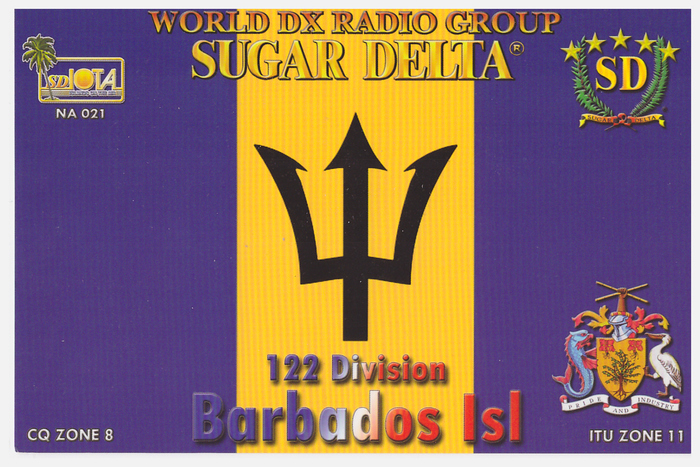 WORLD DX RADIO GROUP
SUGAR DELTA®
SD IOTA
NA 021
SD
SUGAR DELTA
122 Division
Barbados Isl
PRIDE AND INDUSTRY
CQ ZONE 8
ITU ZONE 11